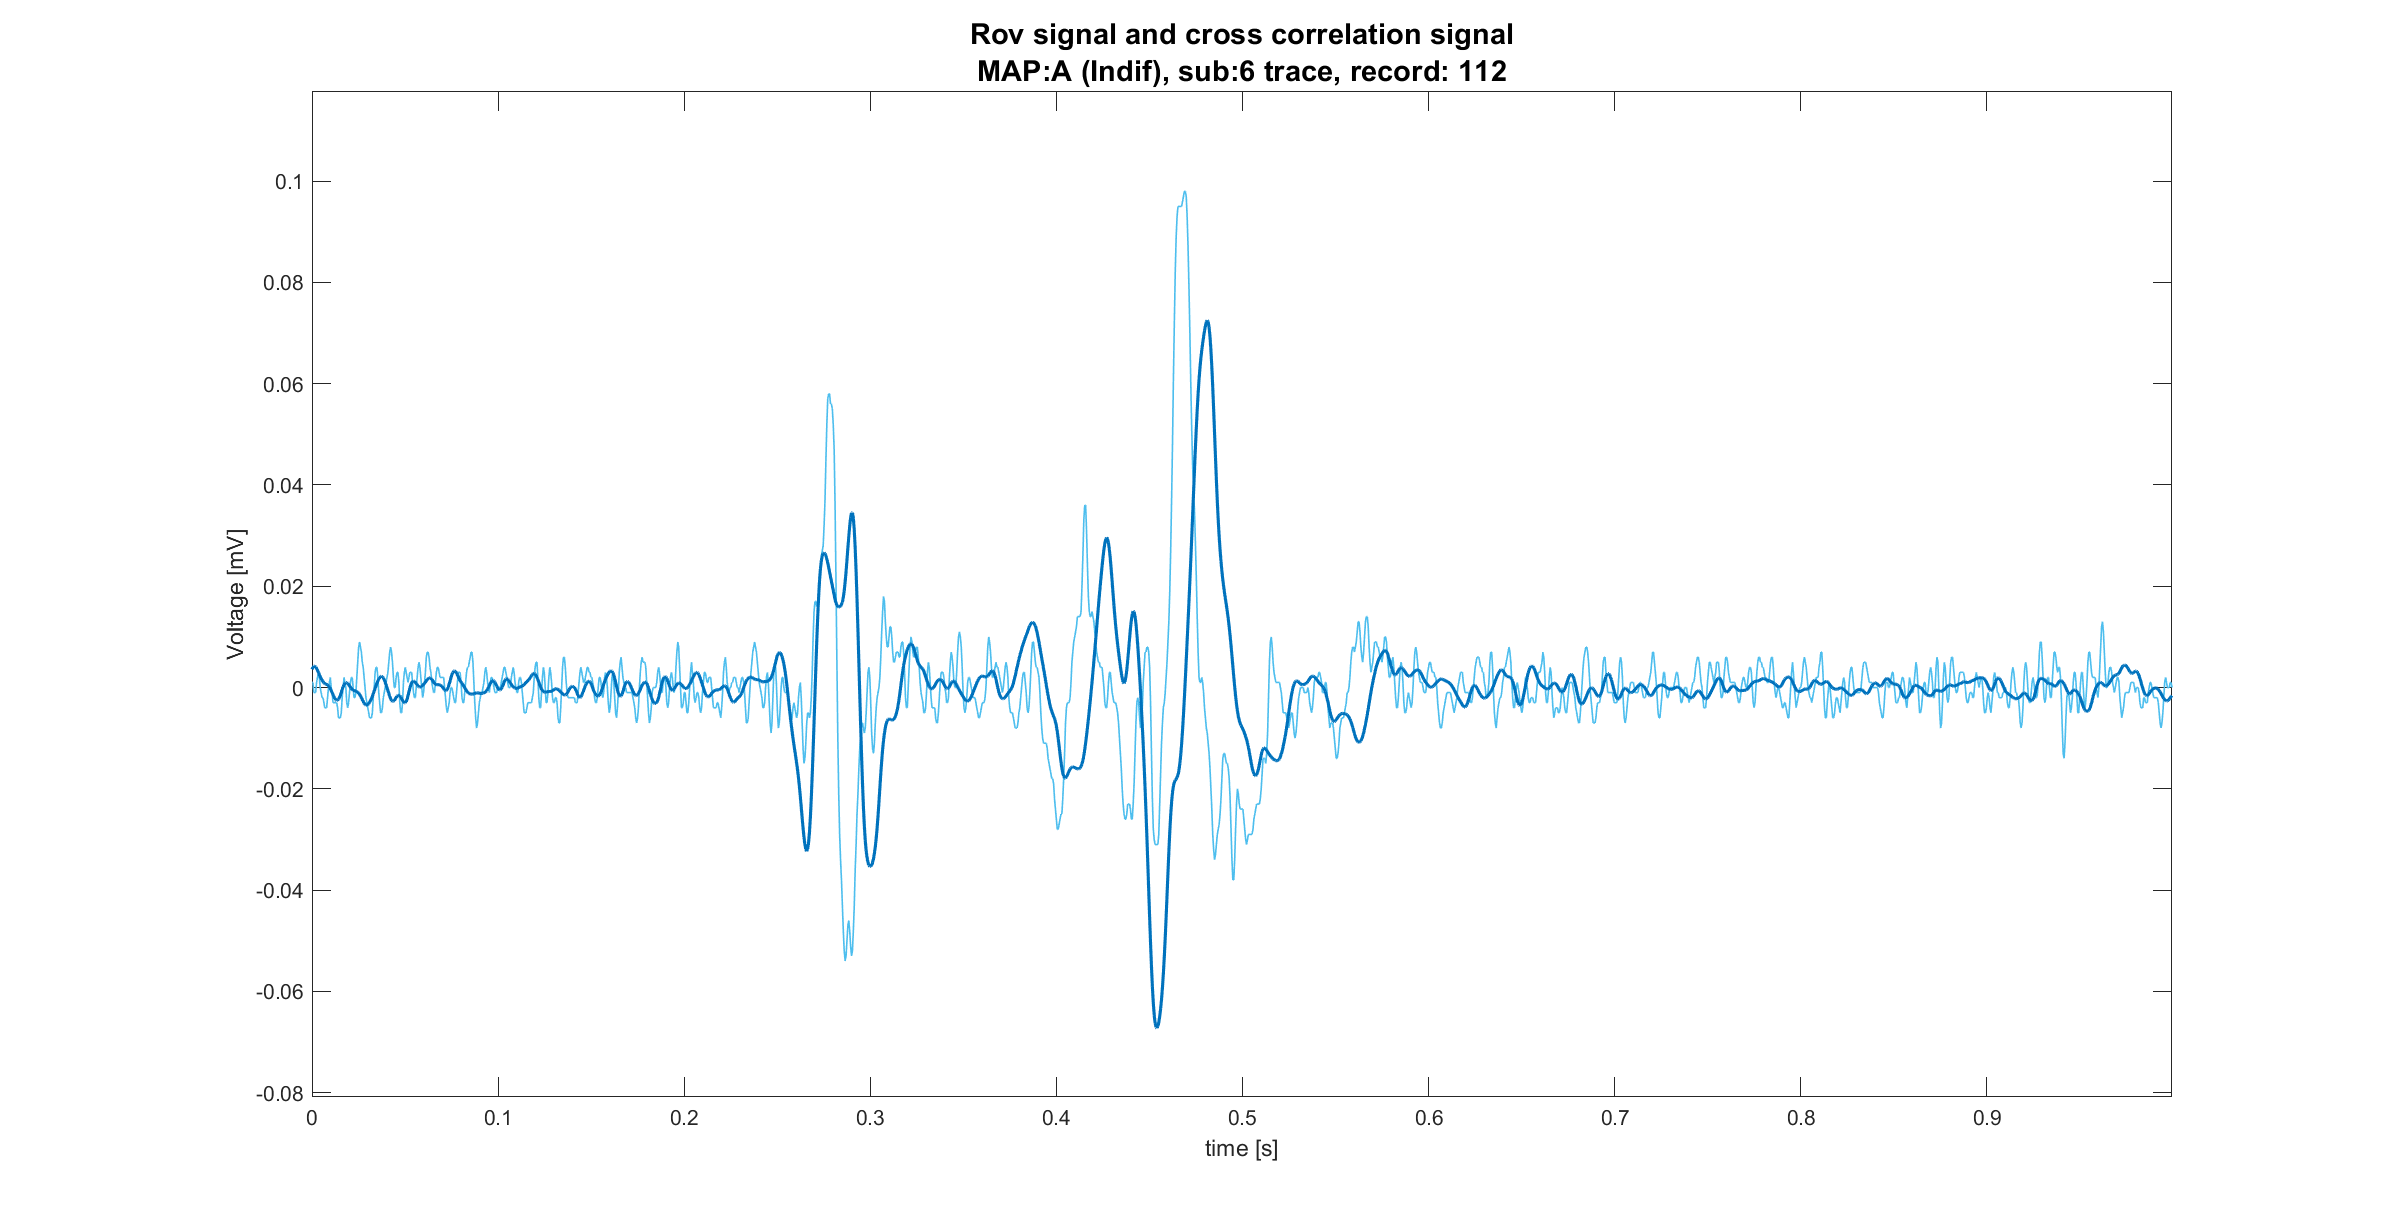 Rov signal and cross correlation signal
MAP:A (Indif), sub:6 trace, record: 112
Voltage [mV]
0.1
0.08
0.06
0.04
0.02
0
-0.02
-0.04
-0.06
-0.08
0 0.1 0.2 0.3 0.4 0.5 0.6 0.7 0.8 0.9
time [s]